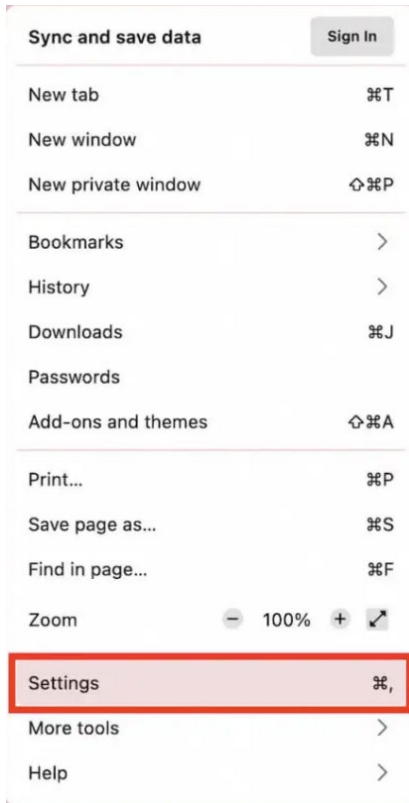 Sync and save data Sign In
New tab ⌘T
New window ⌘N
New private window ⇧⌘P
Bookmarks
History
Downloads ⌘J
Passwords
Add-ons and themes ⇧⌘A
Print... ⌘P
Save page as... ⌘S
Find in page... ⌘F
Zoom − 100% +
Settings ⌘,
More tools
Help